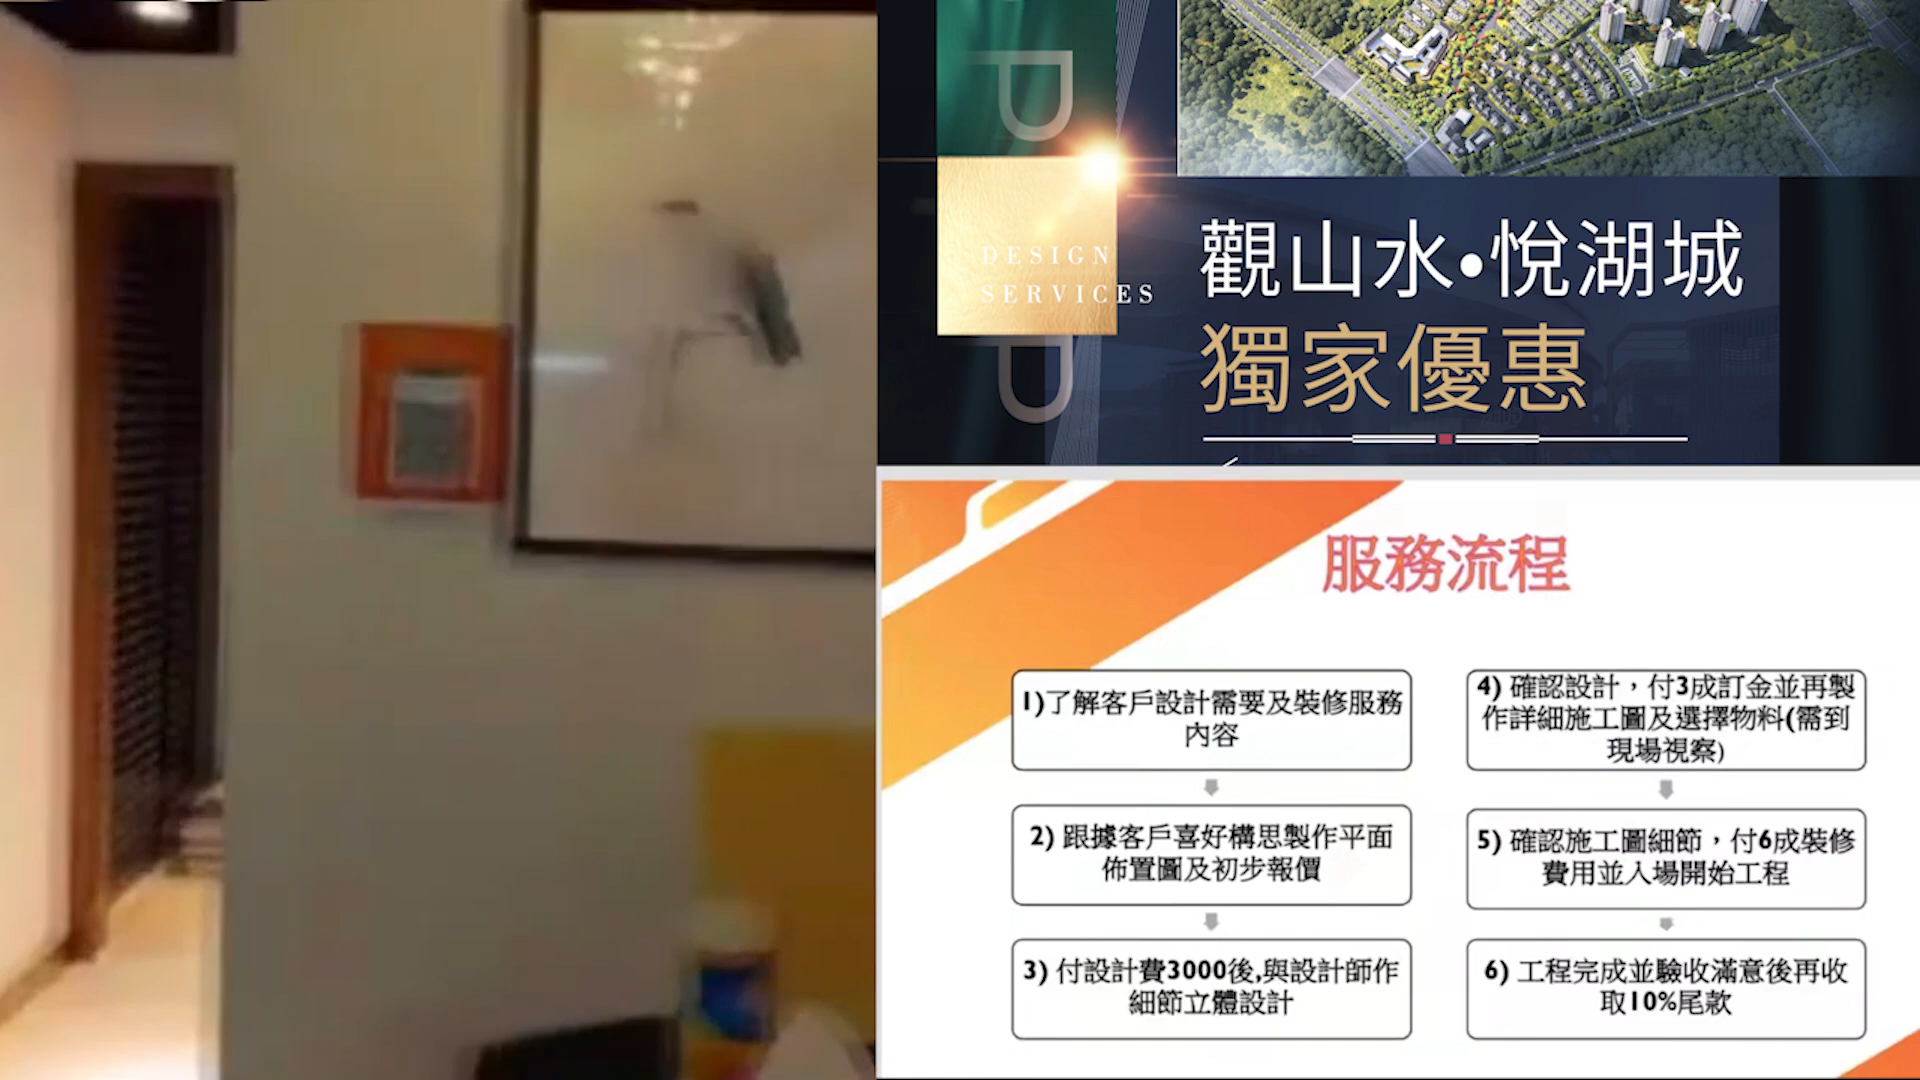 DESIGN
SERVICES
觀山水•悅湖城
獨家優惠
服務流程
1)了解客戶設計需要及裝修服務
內容
2) 跟據客戶喜好構思製作平面
佈置圖及初步報價
3) 付設計費3000後,與設計師作
細節立體設計
4) 確認設計，付3成訂金並再製
作詳細施工圖及選擇物料(需到
現場視察)
5) 確認施工圖細節，付6成裝修
費用並入場開始工程
6) 工程完成並驗收滿意後再收
取10%尾款